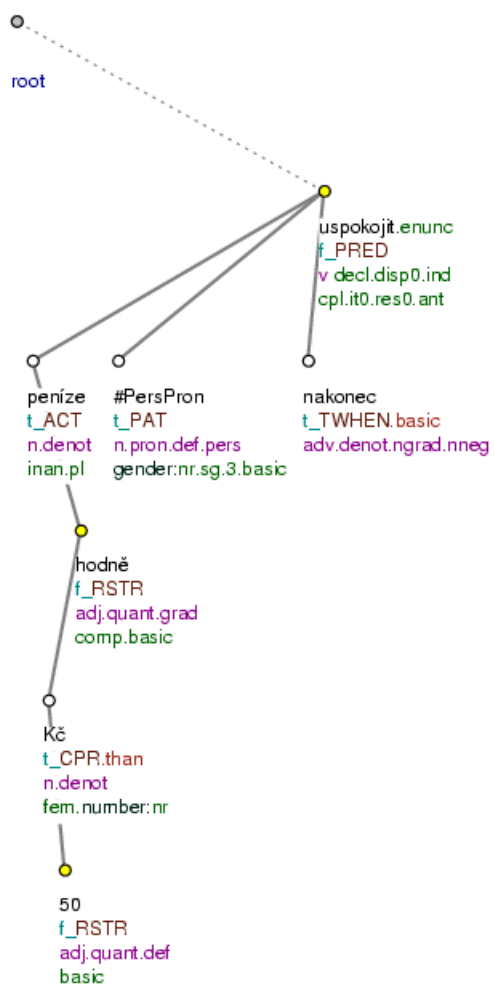 root
uspokojit.enunc
f_PRED
v decl.disp0.ind
cpl.it0.res0.ant
peníze
t_ACT
n.denot
inan.pl
#PersPron
t_PAT
n.pron.def.pers
gender:nr.sg.3.basic
nakonec
t_TWHEN.basic
adv.denot.ngrad.nneg
hodně
f_RSTR
adj.quant.grad
comp.basic
Kč
t_CPR.than
n.denot
fem.number:nr
50
f_RSTR
adj.quant.def
basic